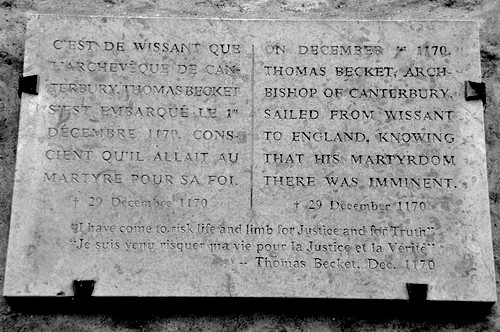 C'EST DE WISSANT QUE
L'ARCHEVÊQUE DE CAN-
TERBURY, THOMAS BECKET
S'EST EMBARQUÉ LE 1er
DÉCEMBRE 1170, CONS-
CIENT QU'IL ALLAIT AU
MARTYRE POUR SA FOI.
† 29 Décembre 1170
ON DECEMBER 1st 1170,
THOMAS BECKET, ARCH-
BISHOP OF CANTERBURY,
SAILED FROM WISSANT
TO ENGLAND, KNOWING
THAT HIS MARTYRDOM
THERE WAS IMMINENT.
† 29 December 1170
"I have come to risk life and limb for Justice and for Truth"
"Je suis venu risquer ma vie pour la Justice et la Vérité"
-- Thomas Becket, Dec. 1170